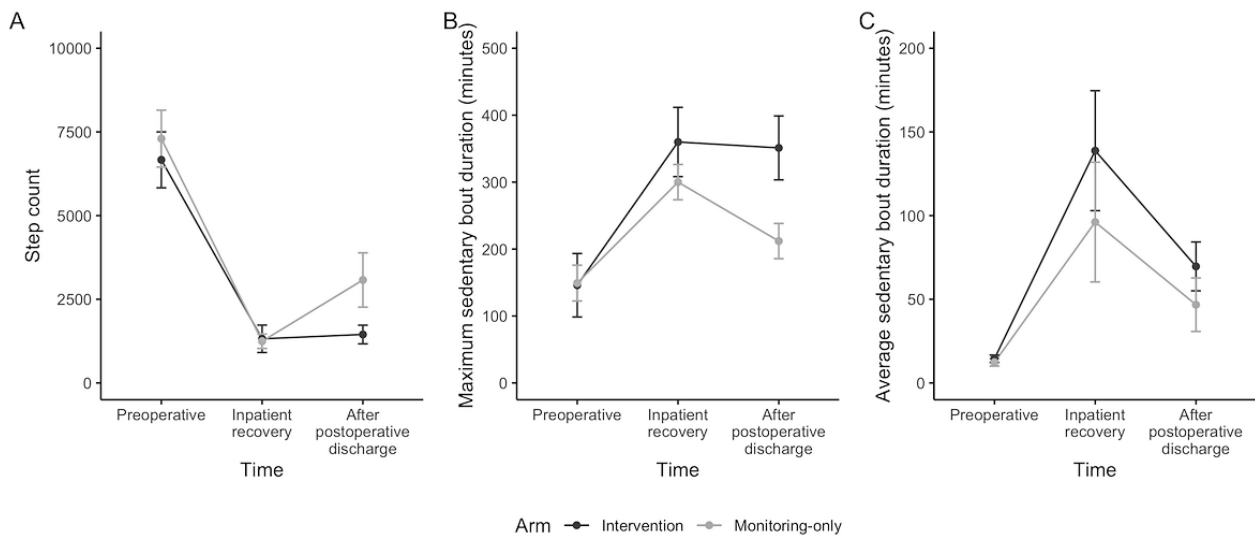 A
Step count
10000
7500
5000
2500
0
Preoperative
Inpatient
recovery
After
postoperative
discharge
Time
B
Maximum sedentary bout duration (minutes)
500
400
300
200
100
0
Preoperative
Inpatient
recovery
After
postoperative
discharge
Time
C
Average sedentary bout duration (minutes)
200
150
100
50
0
Preoperative
Inpatient
recovery
After
postoperative
discharge
Time
Arm Intervention Monitoring-only